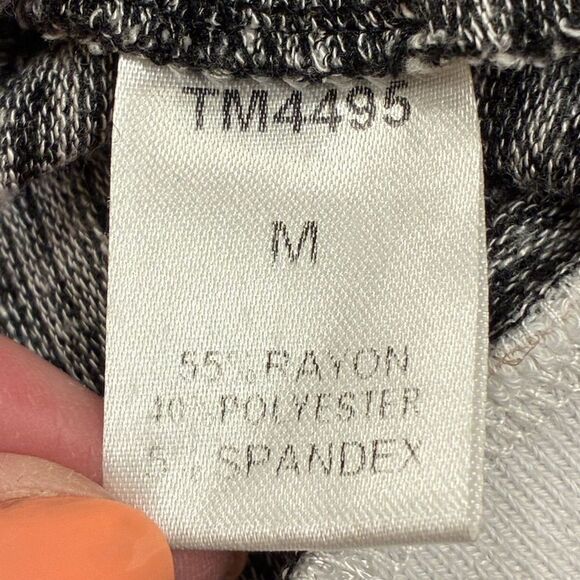 TM4495
M
55% RAYON
40% POLYESTER
5% SPANDEX